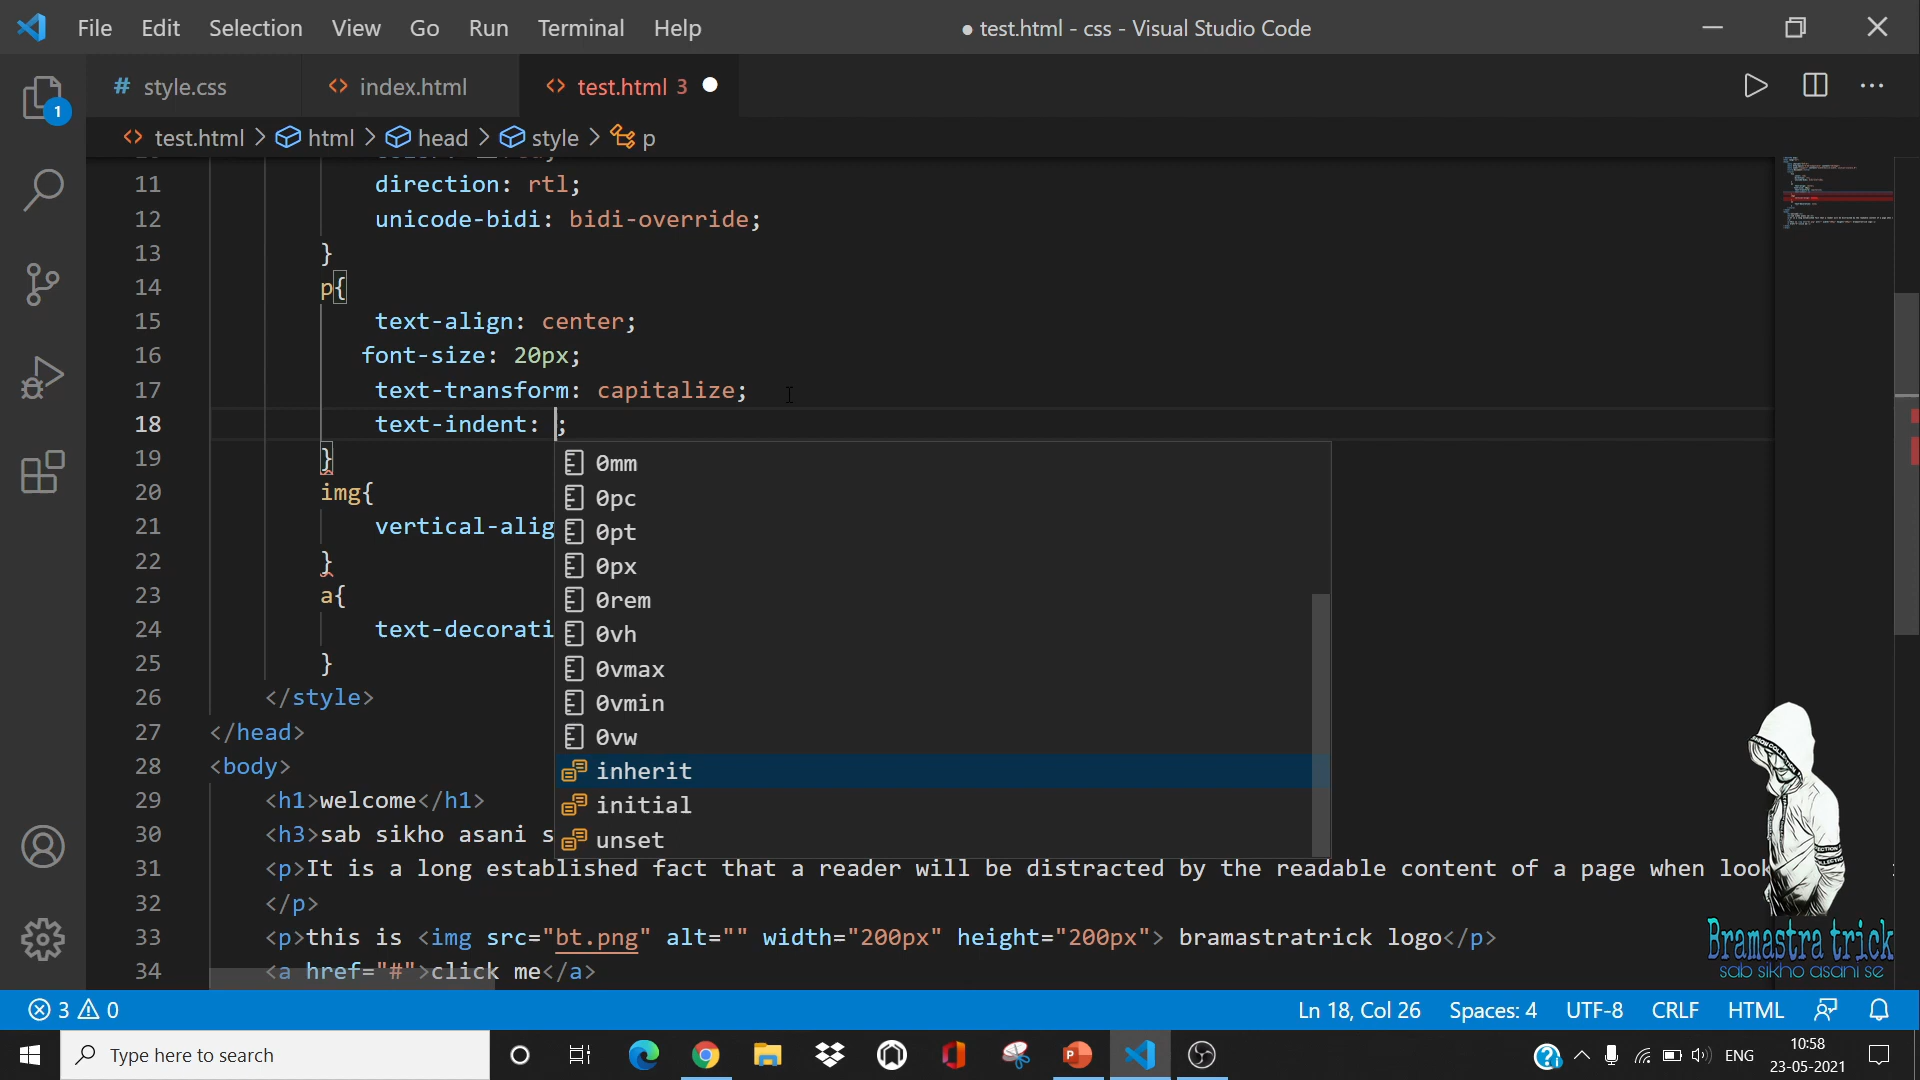 File Edit Selection View Go Run Terminal Help
● test.html - css - Visual Studio Code
1
# style.css
<> index.html
<> test.html 3 ●
<> test.html > html > head > style > p
11 direction: rtl;
12 unicode-bidi: bidi-override;
13 }
14 p{
15 text-align: center;
16 font-size: 20px;
17 text-transform: capitalize;
18 text-indent: ;
19 }
20 img{
21 vertical-alig
22 }
23 a{
24 text-decorati
25 }
26 </style>
27 </head>
28 <body>
29 <h1>welcome</h1>
30 <h3>sab sikho asani s
31 <p>It is a long established fact that a reader will be distracted by the readable content of a page when look
32 </p>
33 <p>this is <img src="bt.png" alt="" width="200px" height="200px"> bramastratrick logo</p>
34 <a href="#">click me</a>
0mm
0pc
0pt
0px
0rem
0vh
0vmax
0vmin
0vw
inherit
initial
unset
Bramastra trick
sab sikho asani se
3 0
Ln 18, Col 26 Spaces: 4 UTF-8 CRLF HTML
Type here to search
ENG
10:58
23-05-2021